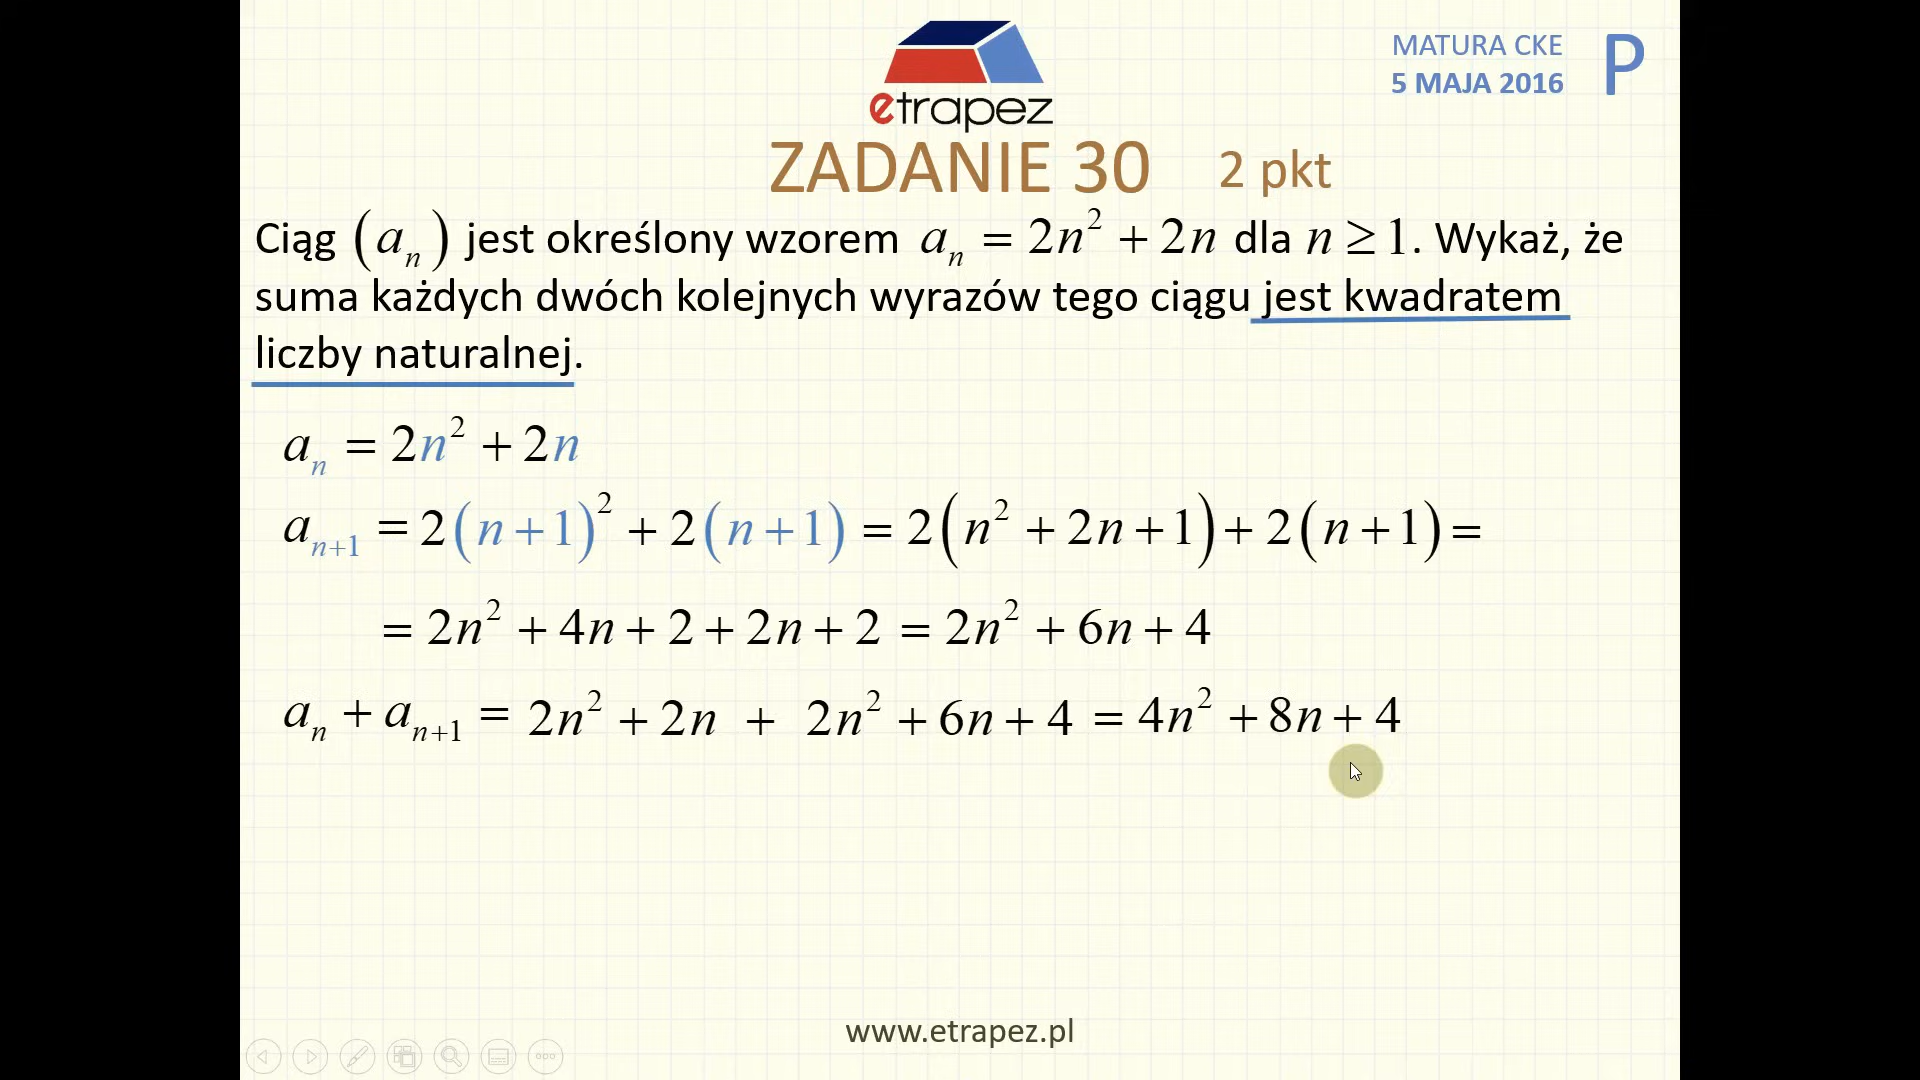 MATURA CKE
5 MAJA 2016
P
etrapez
ZADANIE 30 2 pkt
Ciąg (aₙ) jest określony wzorem aₙ = 2n² + 2n dla n ≥ 1. Wykaż, że
suma każdych dwóch kolejnych wyrazów tego ciągu jest kwadratem
liczby naturalnej.
aₙ = 2n² + 2n
aₙ₊₁ = 2(n+1)² + 2(n+1) = 2(n² + 2n + 1) + 2(n+1) =
= 2n² + 4n + 2 + 2n + 2 = 2n² + 6n + 4
aₙ + aₙ₊₁ = 2n² + 2n + 2n² + 6n + 4 = 4n² + 8n + 4
www.etrapez.pl